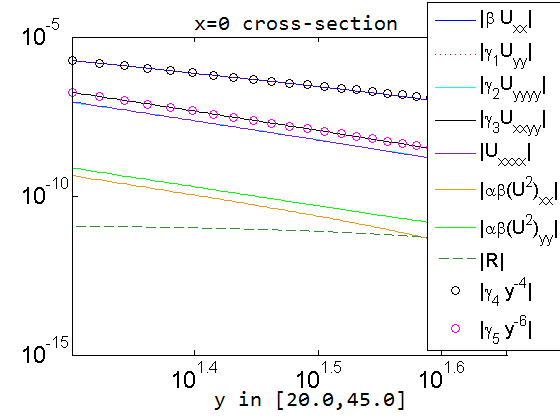 x=0 cross-section
10^-5
10^-10
10^-15
10^1.4
10^1.5
10^1.6
y in [20.0,45.0]
|β U_xx|
|γ_1 U_yy|
|γ_2 U_yyyy|
|γ_3 U_xxyy|
|U_xxxx|
|αβ(U^2)_xx|
|αβ(U^2)_yy|
|R|
|γ_4 y^-4|
|γ_5 y^-6|